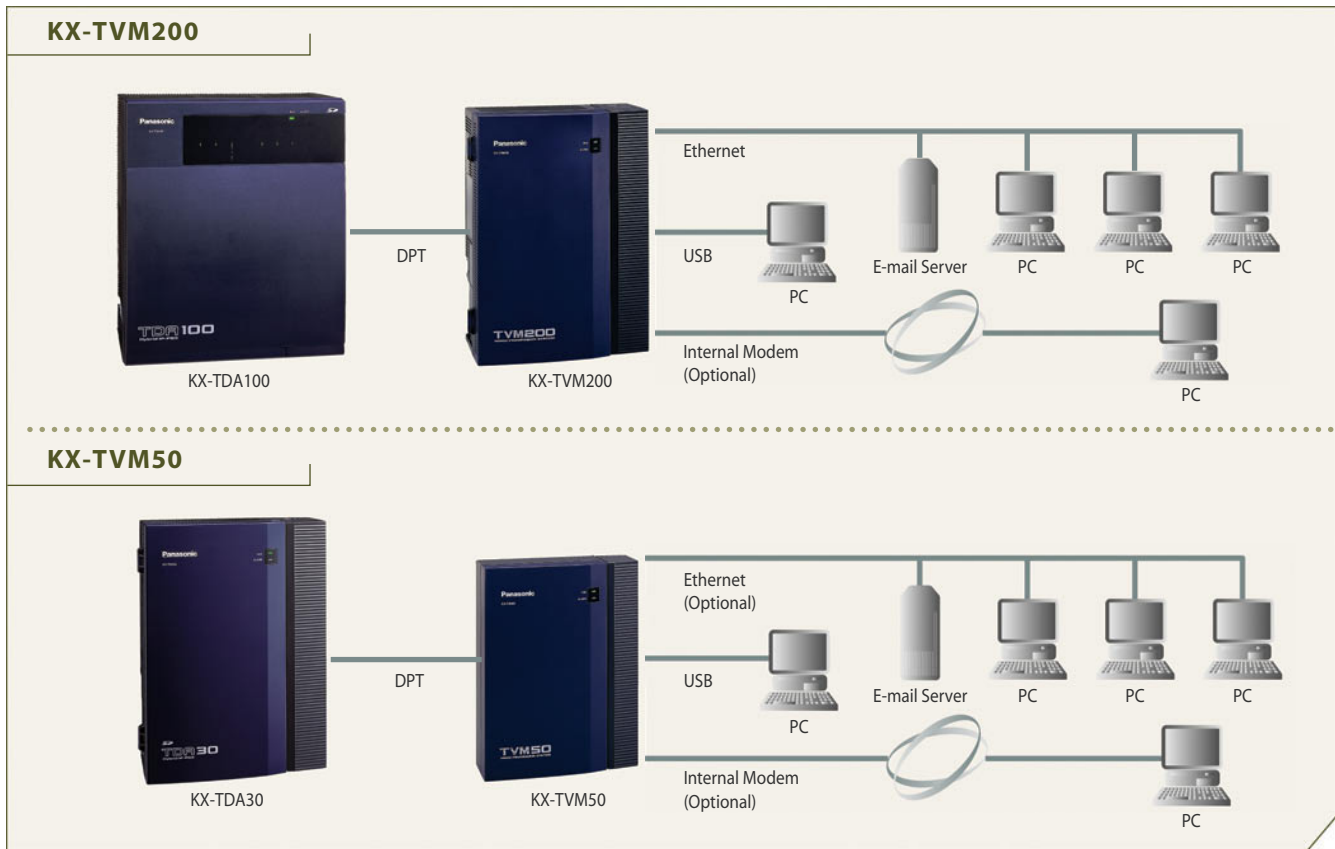 KX-TVM200
Panasonic
TDA100
Panasonic
TVM200
KX-TDA100
DPT
KX-TVM200
Ethernet
USB
PC
E-mail Server
PC
PC
PC
Internal Modem
(Optional)
PC
KX-TVM50
Panasonic
TDA30
Panasonic
TVM50
KX-TDA30
DPT
KX-TVM50
Ethernet
(Optional)
USB
PC
E-mail Server
PC
PC
PC
Internal Modem
(Optional)
PC